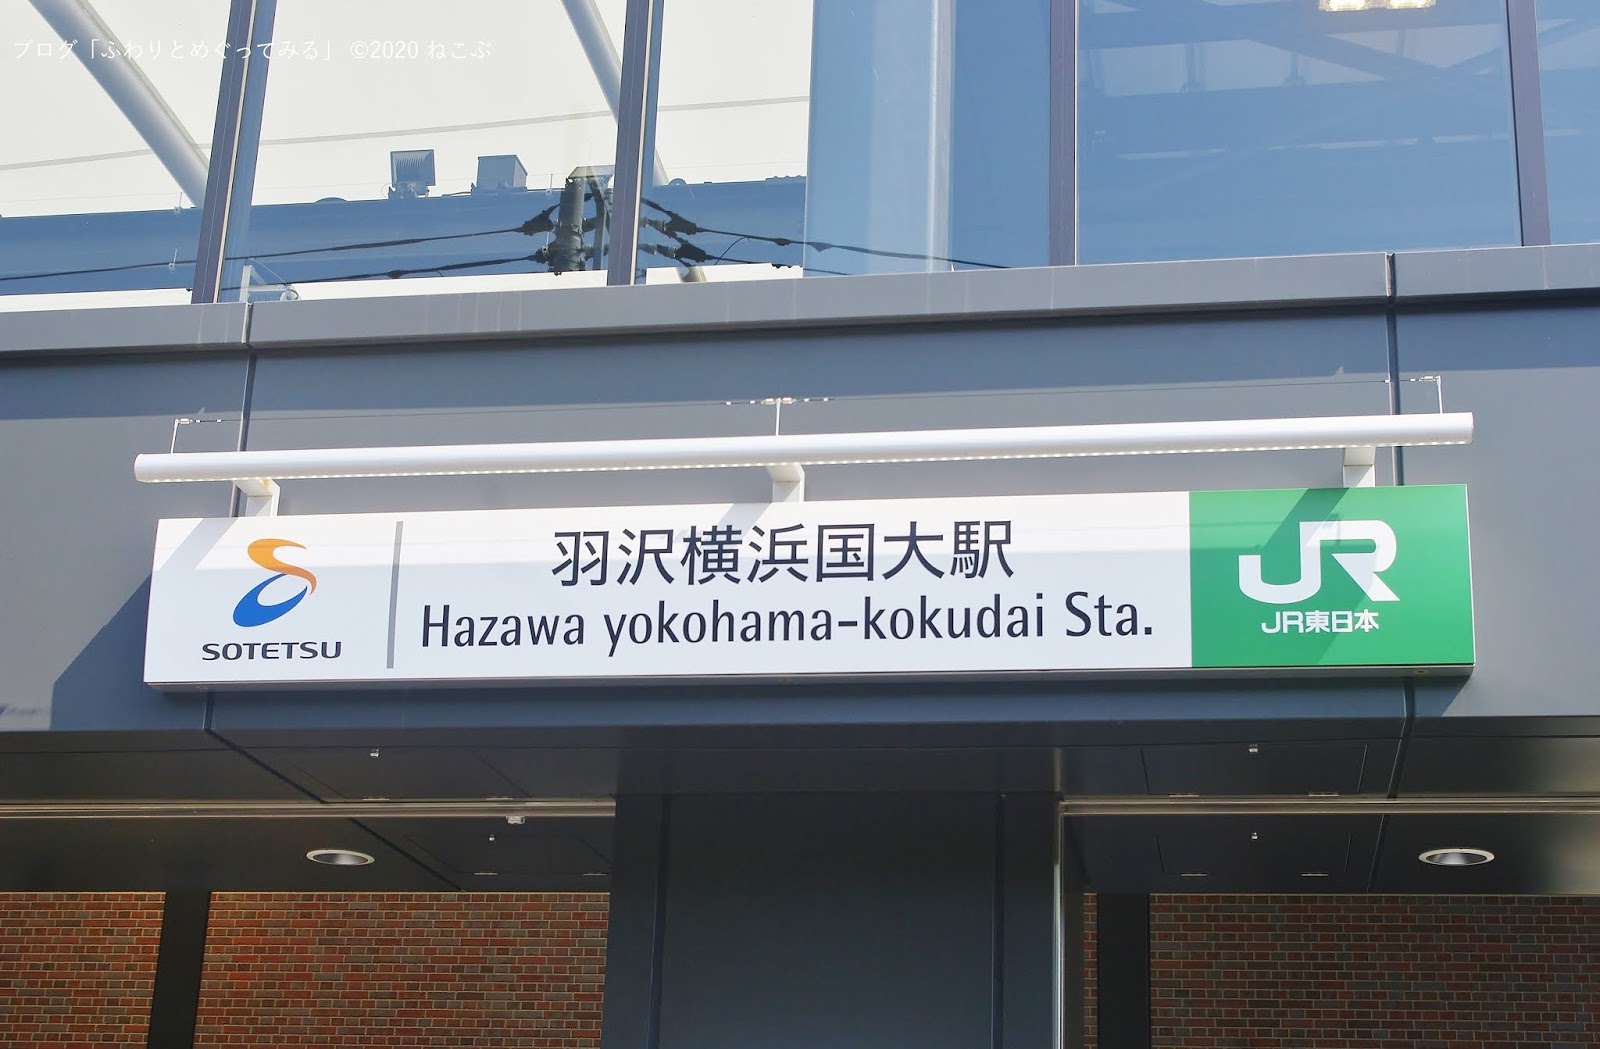 ブログ「ふわりとめぐってみる」 ©2020 ねこぶ
SOTETSU
羽沢横浜国大駅
Hazawa yokohama-kokudai Sta.
JR
JR東日本